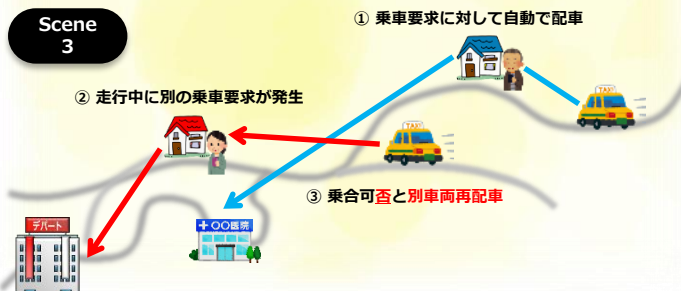 Scene
3
① 乗車要求に対して自動で配車
TAXI
② 走行中に別の乗車要求が発生
TAXI
③ 乗合可否と別車両再配車
デパート
〇〇医院